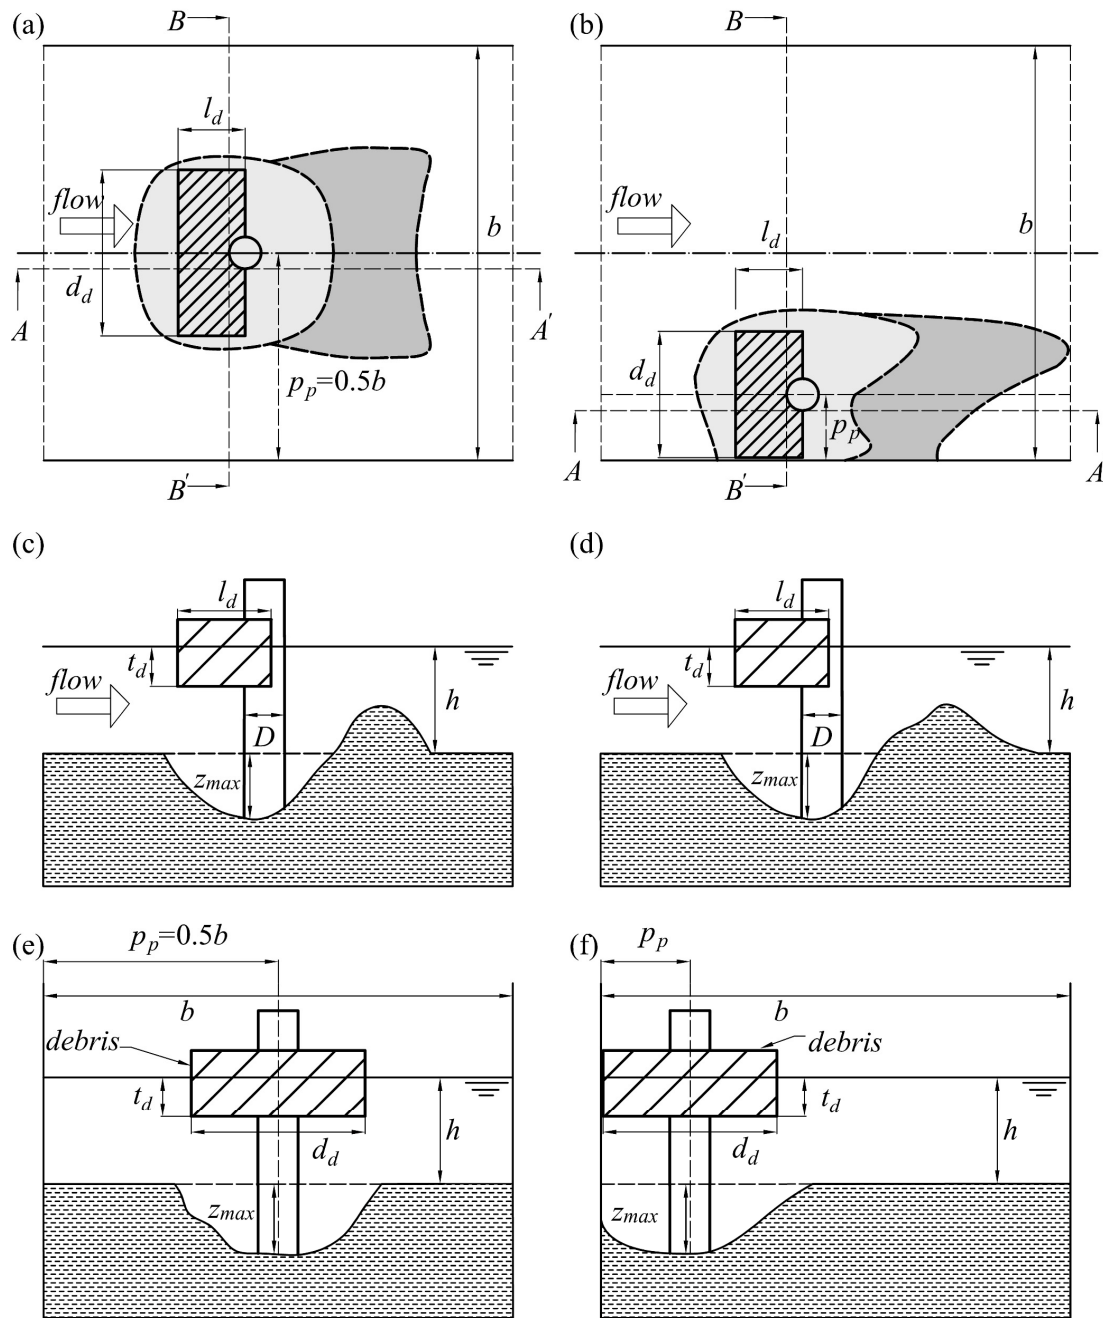 (a)
B
l_d
flow
b
d_d
A
A'
p_p=0.5b
B'
(b)
B
flow
l_d
b
d_d
p_p
A
A
B'
(c)
l_d
t_d
flow
h
D
z_max
(d)
l_d
t_d
flow
h
D
z_max
(e)
p_p=0.5b
b
debris
t_d
h
d_d
z_max
(f)
p_p
b
debris
t_d
h
d_d
z_max